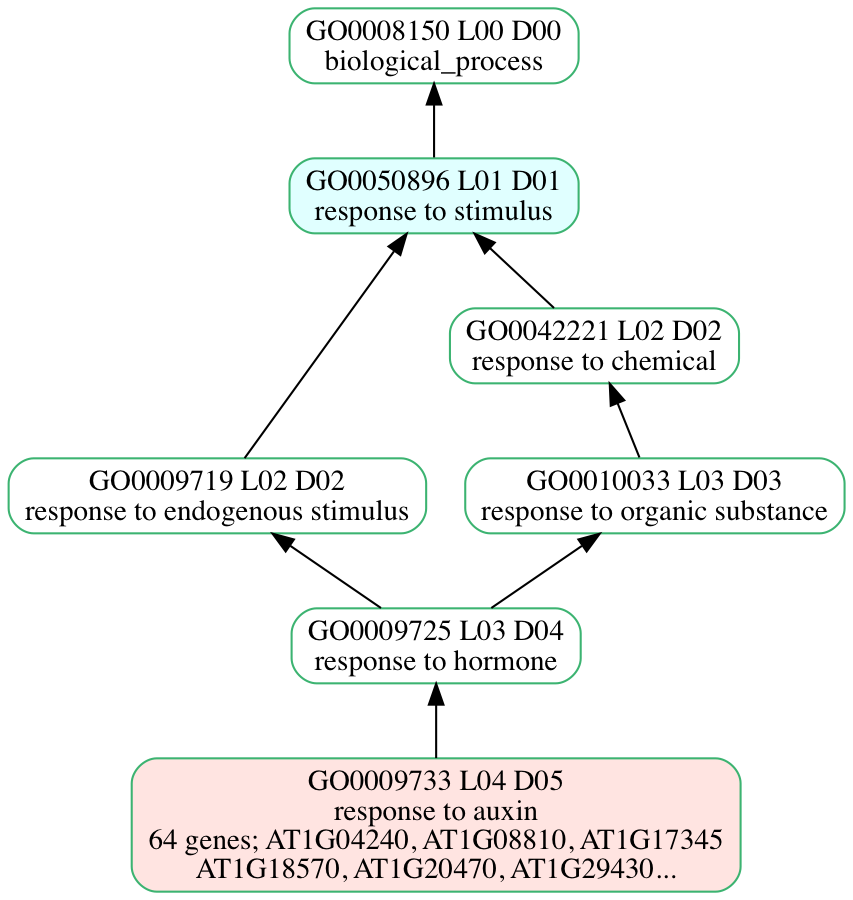 GO0008150 L00 D00
biological_process
GO0050896 L01 D01
response to stimulus
GO0042221 L02 D02
response to chemical
GO0009719 L02 D02
response to endogenous stimulus
GO0010033 L03 D03
response to organic substance
GO0009725 L03 D04
response to hormone
GO0009733 L04 D05
response to auxin
64 genes; AT1G04240, AT1G08810, AT1G17345
AT1G18570, AT1G20470, AT1G29430...